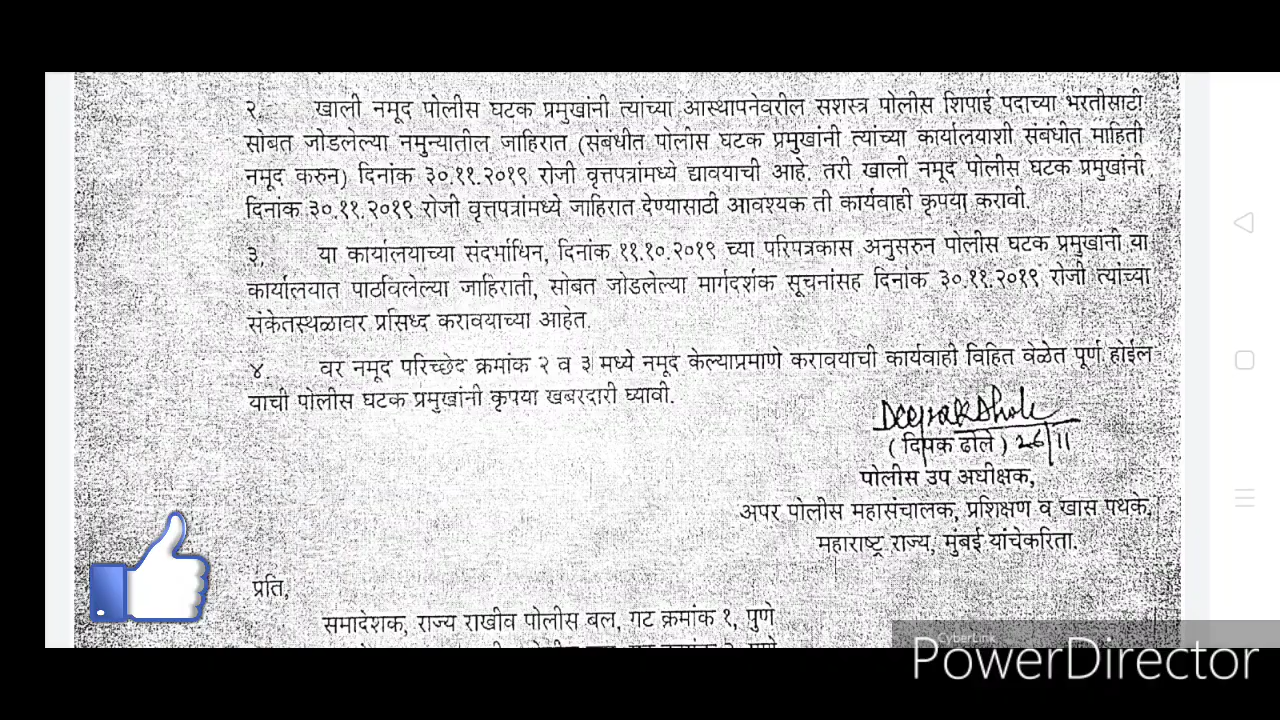 २ खाली नमूद पोलीस घटक प्रमुखांनी त्यांच्या आस्थापनेवरील सशस्त्र पोलीस शिपाई पदाच्या भरतीसाटी
सोबत जोडलेल्या नमुन्यातील जाहिरात (संबंधीत पोलीस घटक प्रमुखांनी त्यांच्या कार्यालयाशी संबंधीत माहिती
नमूद करुन) दिनांक ३०.११.२०१९ रोजी वृत्तपत्रांमध्ये द्यावयाची आहे. तरी खाली नमूद पोलीस घटक प्रमुखांनी
दिनांक ३०.११.२०१९ रोजी वृत्तपत्रांमध्ये जाहिरात देण्यासाठी आवश्यक ती कार्यवाही कृपया करावी.
३. या कार्यालयाच्या संदर्भाधिन, दिनांक ११.१०.२०१९ च्या परिपत्रकास अनुसरुन पोलीस घटक प्रमुखांनी या
कार्यालयात पाठविलेल्या जाहिराती, सोबत जोडलेल्या मार्गदर्शक सूचनांसह दिनांक ३०.११.२०१९ रोजी त्यांच्या
संकेतस्थळावर प्रसिध्द करावयाच्या आहेत.
४. वर नमूद परिच्छेद क्रमांक २ व ३ मध्ये नमूद केल्याप्रमाणे करावयाची कार्यवाही विहित वेळेत पूर्ण होईल
याची पोलीस घटक प्रमुखांनी कृपया खबरदारी घ्यावी.
Deepak Dhole
( दिपक ढोले ) 26/11
पोलीस उप अधीक्षक,
अपर पोलीस महासंचालक, प्रशिक्षण व खास पथके,
महाराष्ट्र राज्य, मुंबई यांचेकरिता.
प्रति,
समादेशक, राज्य राखीव पोलीस बल, गट क्रमांक १, पुणे
CyberLink
PowerDirector